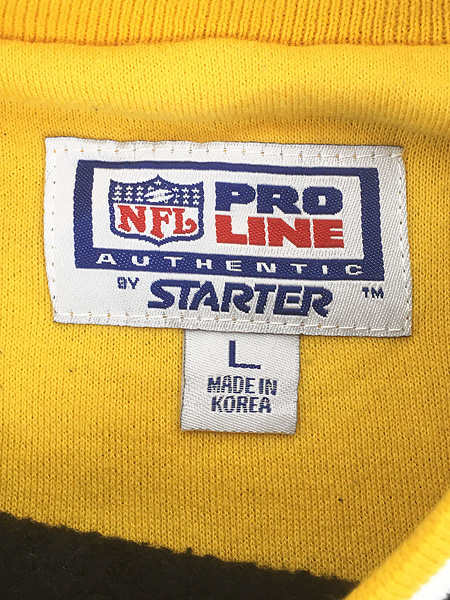 NFL PRO
LINE
AUTHENTIC
BY STARTER ™
L
MADE IN
KOREA